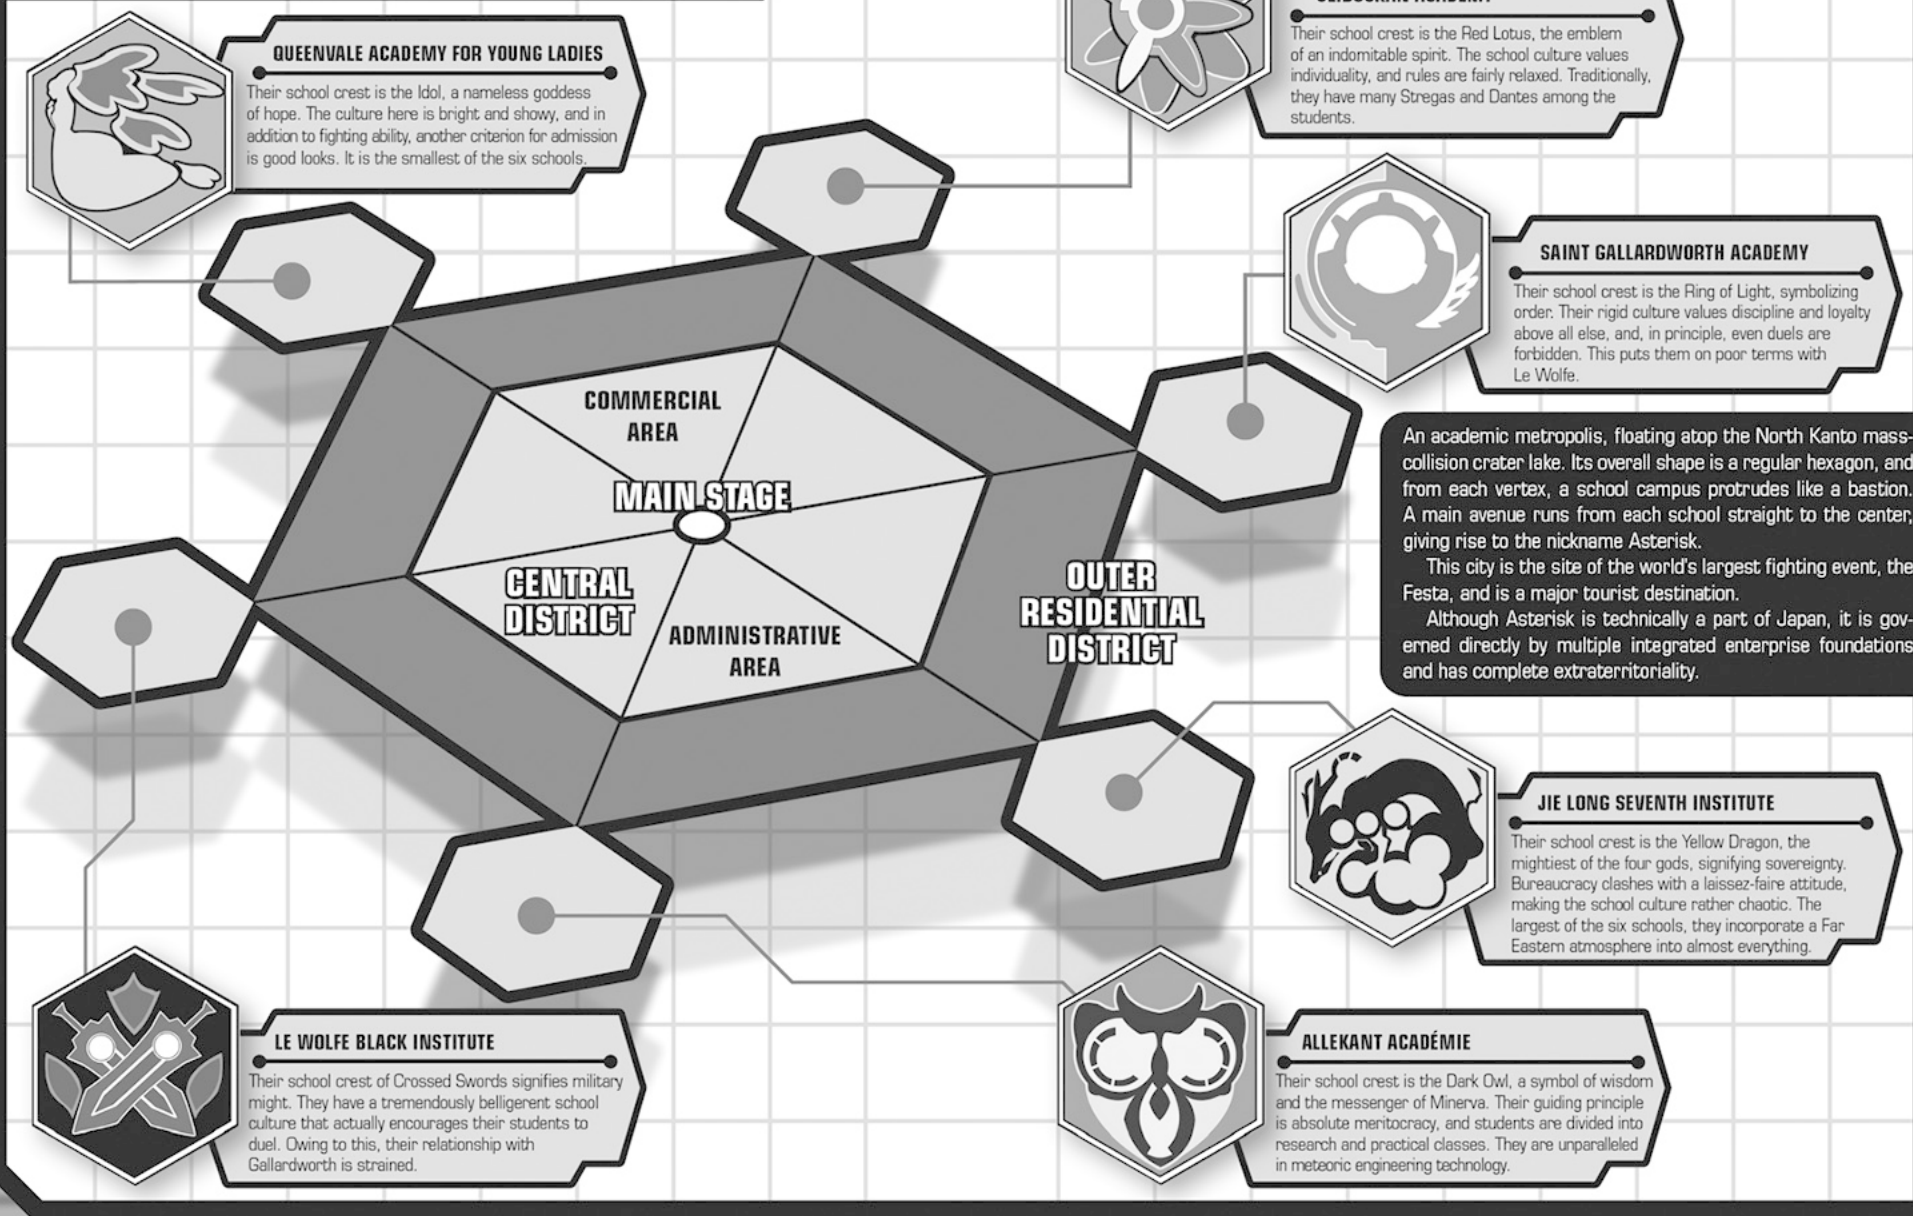 QUEENVALE ACADEMY FOR YOUNG LADIES
Their school crest is the Idol, a nameless goddess
of hope. The culture here is bright and showy, and in
addition to fighting ability, another criterion for admission
is good looks. It is the smallest of the six schools.
Their school crest is the Red Lotus, the emblem
of an indomitable spirit. The school culture values
individuality, and rules are fairly relaxed. Traditionally,
they have many Stregas and Dantes among the
students.
SAINT GALLARDWORTH ACADEMY
Their school crest is the Ring of Light, symbolizing
order. Their rigid culture values discipline and loyalty
above all else, and, in principle, even duels are
forbidden. This puts them on poor terms with
Le Wolfe.
COMMERCIAL
AREA
MAIN STAGE
CENTRAL
DISTRICT
ADMINISTRATIVE
AREA
OUTER
RESIDENTIAL
DISTRICT
An academic metropolis, floating atop the North Kanto mass-
collision crater lake. Its overall shape is a regular hexagon, and
from each vertex, a school campus protrudes like a bastion.
A main avenue runs from each school straight to the center,
giving rise to the nickname Asterisk.
This city is the site of the world's largest fighting event, the
Festa, and is a major tourist destination.
Although Asterisk is technically a part of Japan, it is gov-
erned directly by multiple integrated enterprise foundations
and has complete extraterritoriality.
JIE LONG SEVENTH INSTITUTE
Their school crest is the Yellow Dragon, the
mightiest of the four gods, signifying sovereignty.
Bureaucracy clashes with a laissez-faire attitude,
making the school culture rather chaotic. The
largest of the six schools, they incorporate a Far
Eastern atmosphere into almost everything.
LE WOLFE BLACK INSTITUTE
Their school crest of Crossed Swords signifies military
might. They have a tremendously belligerent school
culture that actually encourages their students to
duel. Owing to this, their relationship with
Gallardworth is strained.
ALLEKANT ACADÉMIE
Their school crest is the Dark Owl, a symbol of wisdom
and the messenger of Minerva. Their guiding principle
is absolute meritocracy, and students are divided into
research and practical classes. They are unparalleled
in meteoric engineering technology.